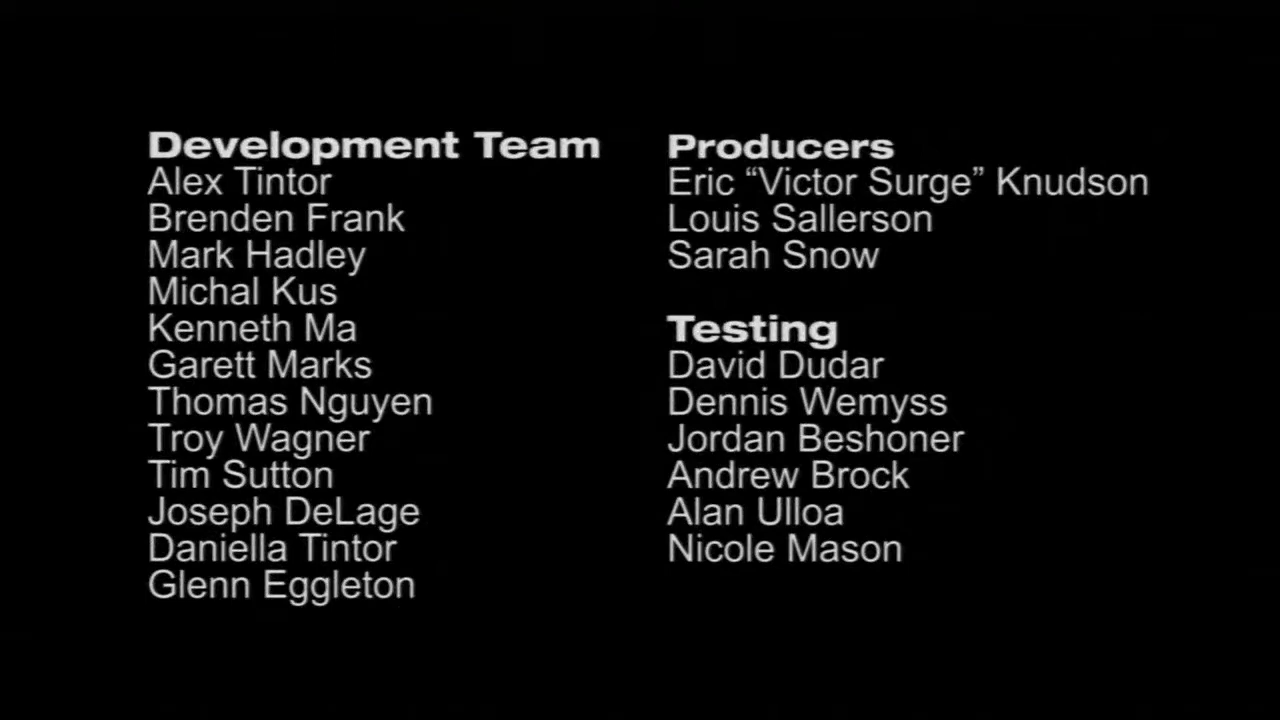 Development Team
Alex Tintor
Brenden Frank
Mark Hadley
Michal Kus
Kenneth Ma
Garett Marks
Thomas Nguyen
Troy Wagner
Tim Sutton
Joseph DeLage
Daniella Tintor
Glenn Eggleton
Producers
Eric “Victor Surge” Knudson
Louis Sallerson
Sarah Snow
Testing
David Dudar
Dennis Wemyss
Jordan Beshoner
Andrew Brock
Alan Ulloa
Nicole Mason